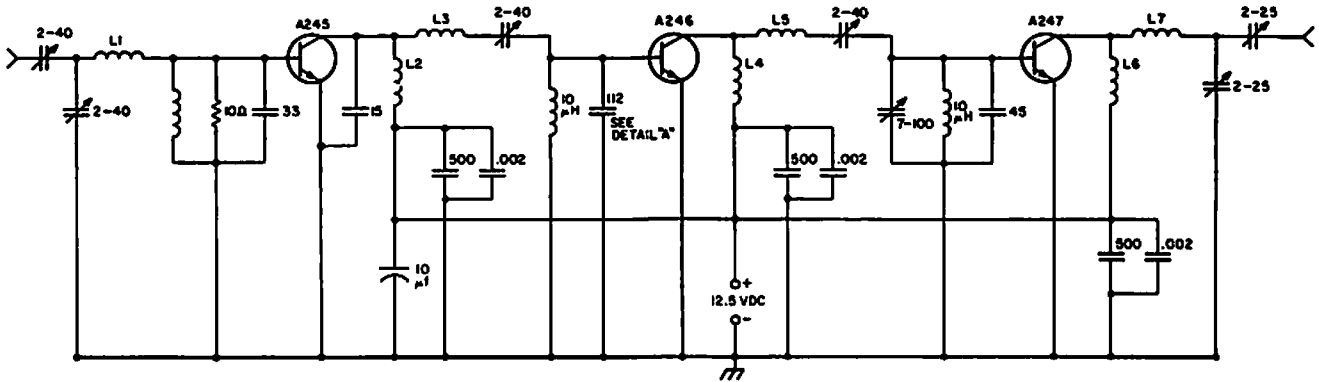 2-40
L1
2-40
10Ω
33
A245
15
L2
500
.002
10
µf
L3
2-40
10
µH
112
SEE
DETAIL "A"
A246
L4
500
.002
12.5 VDC
+
-
L5
2-40
7-100
10
µH
45
A247
L6
500
.002
L7
2-25
2-25